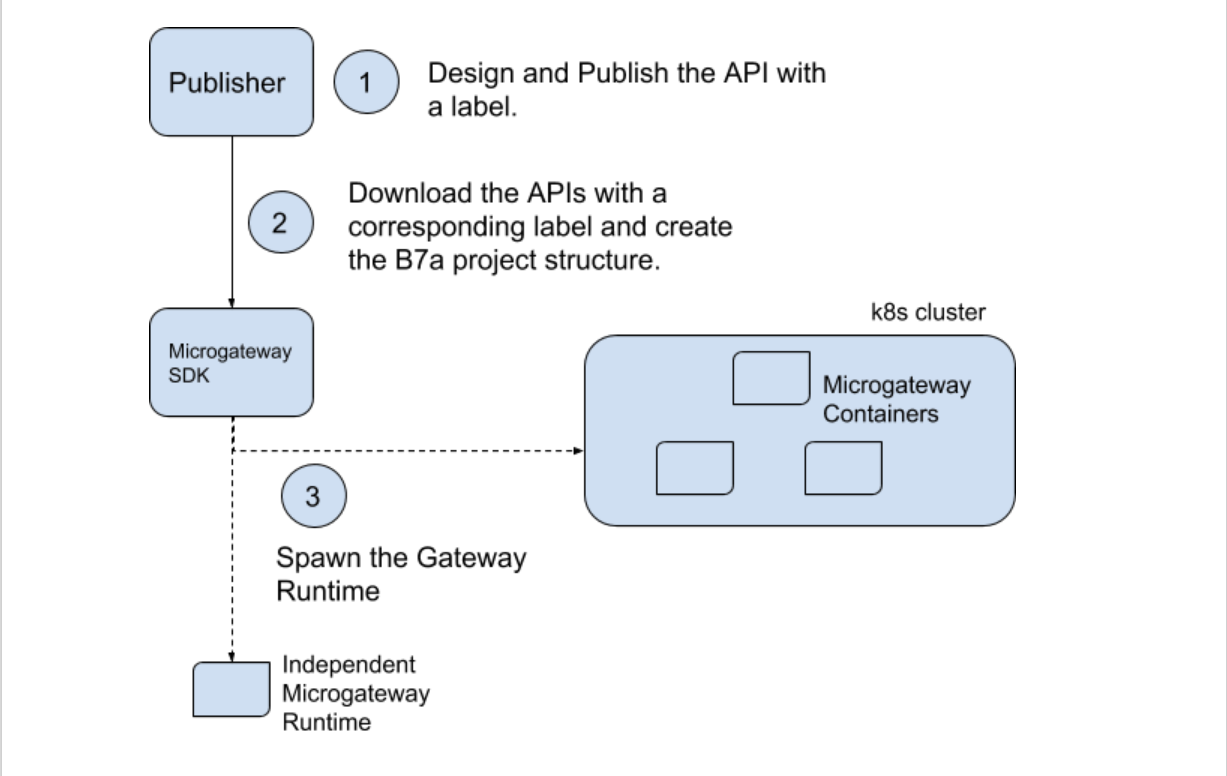 Publisher
1
Design and Publish the API with
a label.
2
Download the APIs with a
corresponding label and create
the B7a project structure.
k8s cluster
Microgateway
SDK
Microgateway
Containers
3
Spawn the Gateway
Runtime
Independent
Microgateway
Runtime